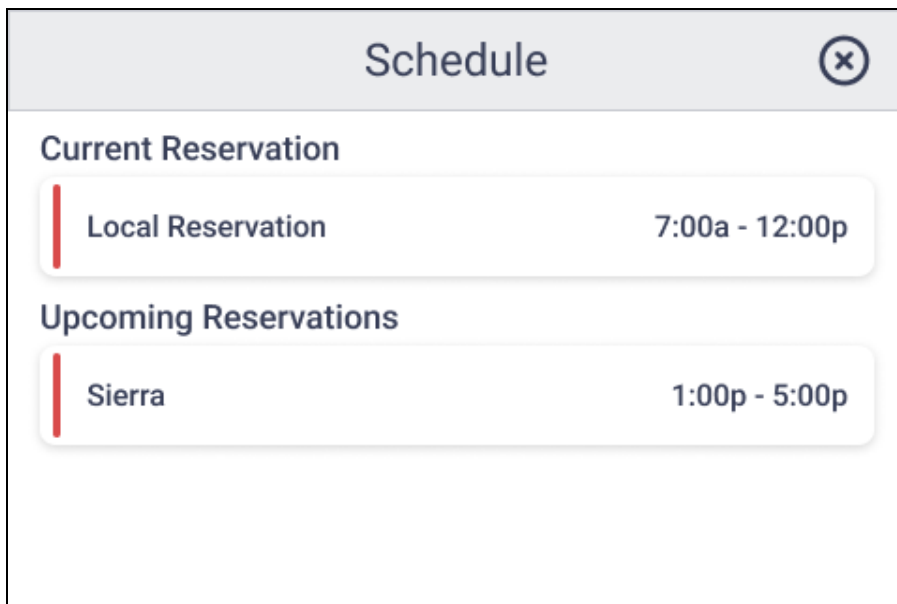 Schedule
Current Reservation
Local Reservation 7:00a - 12:00p
Upcoming Reservations
Sierra 1:00p - 5:00p